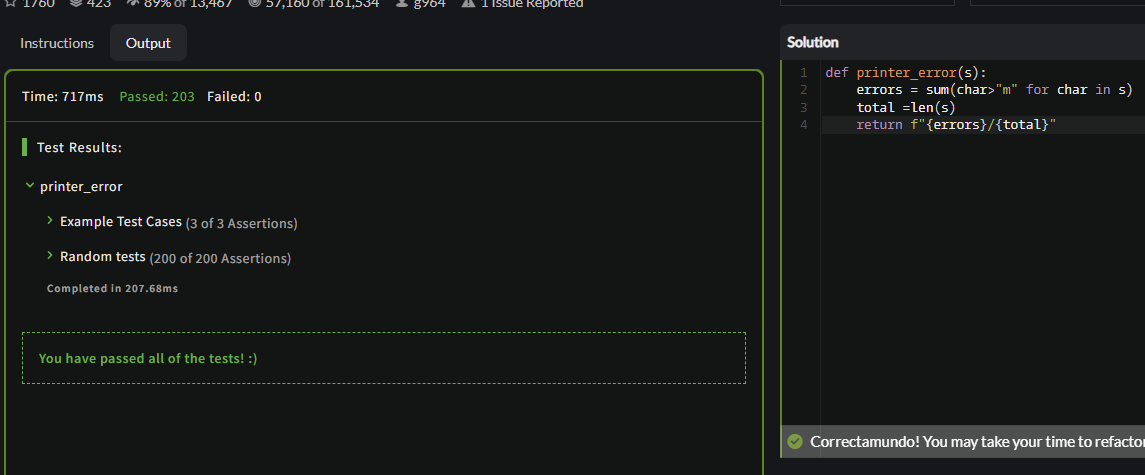 1760 423 89% of 13,467 57,160 of 161,534 g964 1 Issue Reported
Instructions Output
Time: 717ms Passed: 203 Failed: 0
Test Results:
printer_error
Example Test Cases (3 of 3 Assertions)
Random tests (200 of 200 Assertions)
Completed in 207.68ms
You have passed all of the tests! :)
Solution
1 def printer_error(s):
2 errors = sum(char>"m" for char in s)
3 total =len(s)
4 return f"{errors}/{total}"
Correctamundo! You may take your time to refactor